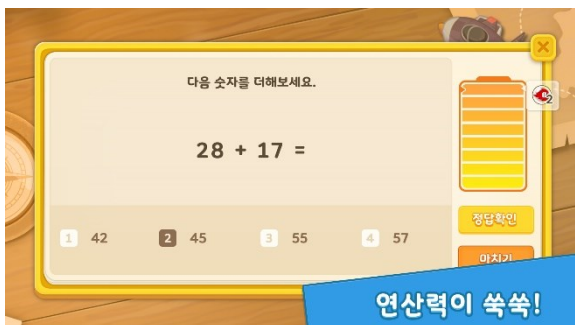 다음 숫자를 더해보세요.
28 + 17 =
1 42 2 45 3 55 4 57
2
정답확인
마치기
연산력이 쑥쑥!